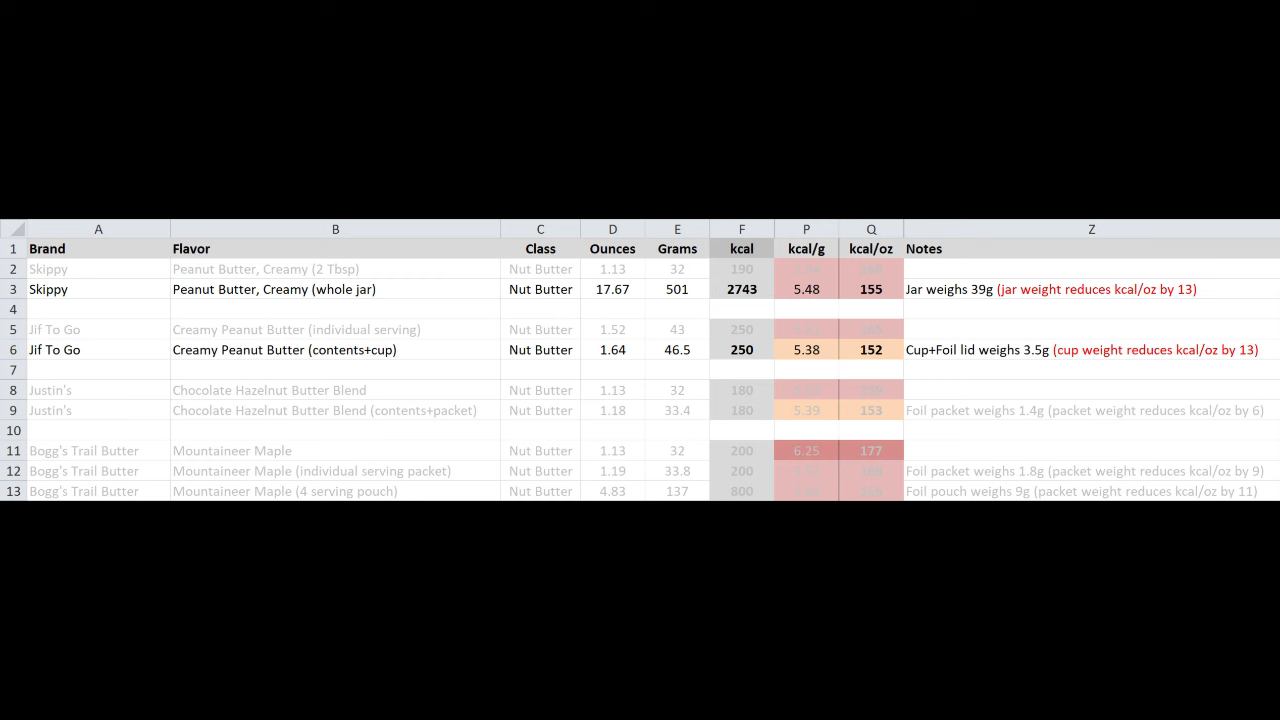 A B C D E F P Q Z
1 Brand Flavor Class Ounces Grams kcal kcal/g kcal/oz Notes
2 Skippy Peanut Butter, Creamy (2 Tbsp) Nut Butter 1.13 32 190
3 Skippy Peanut Butter, Creamy (whole jar) Nut Butter 17.67 501 2743 5.48 155 Jar weighs 39g (jar weight reduces kcal/oz by 13)
4
5 Jif To Go Creamy Peanut Butter (individual serving) Nut Butter 1.52 43 250
6 Jif To Go Creamy Peanut Butter (contents+cup) Nut Butter 1.64 46.5 250 5.38 152 Cup+Foil lid weighs 3.5g (cup weight reduces kcal/oz by 13)
7
8 Justin's Chocolate Hazelnut Butter Blend Nut Butter 1.13 32 180
9 Justin's Chocolate Hazelnut Butter Blend (contents+packet) Nut Butter 1.18 33.4 180 5.39 153 Foil packet weighs 1.4g (packet weight reduces kcal/oz by 6)
10
11 Bogg's Trail Butter Mountaineer Maple Nut Butter 1.13 32 200 6.25 177
12 Bogg's Trail Butter Mountaineer Maple (individual serving packet) Nut Butter 1.19 33.8 200 Foil packet weighs 1.8g (packet weight reduces kcal/oz by 9)
13 Bogg's Trail Butter Mountaineer Maple (4 serving pouch) Nut Butter 4.83 137 800 Foil pouch weighs 9g (packet weight reduces kcal/oz by 11)